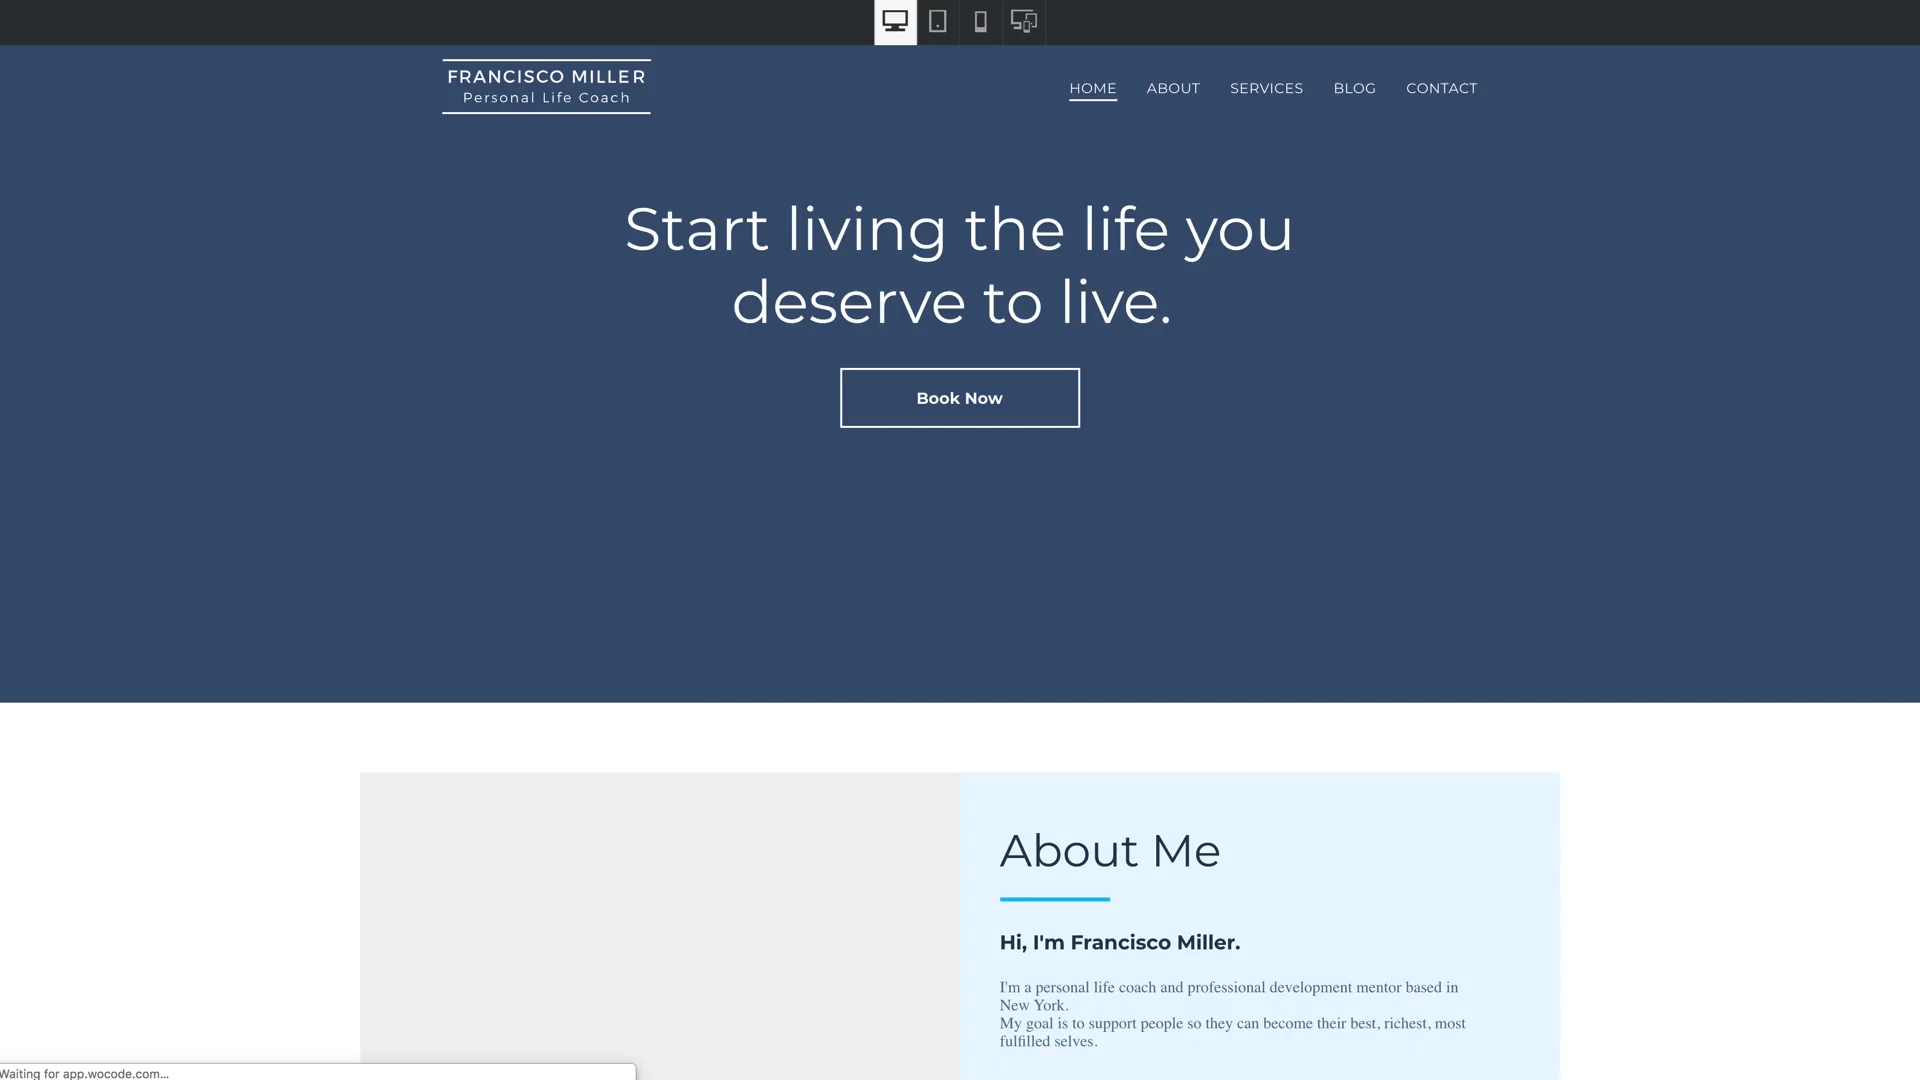 FRANCISCO MILLER
Personal Life Coach
HOME ABOUT SERVICES BLOG CONTACT
Start living the life you
deserve to live.
Book Now
About Me
Hi, I'm Francisco Miller.
I'm a personal life coach and professional development mentor based in
New York.
My goal is to support people so they can become their best, richest, most
fulfilled selves.
Waiting for app.wocode.com...